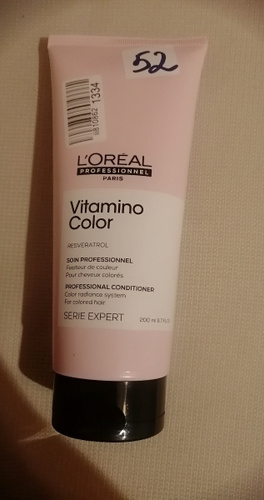 52
1334
L'ORÉAL
PROFESSIONNEL
PARIS
Vitamino
Color
RESVERATROL
SOIN PROFESSIONNEL
Fixateur de couleur
Pour cheveux colorés
PROFESSIONAL CONDITIONER
Color radiance system
For colored hair
SERIE EXPERT
200 ml